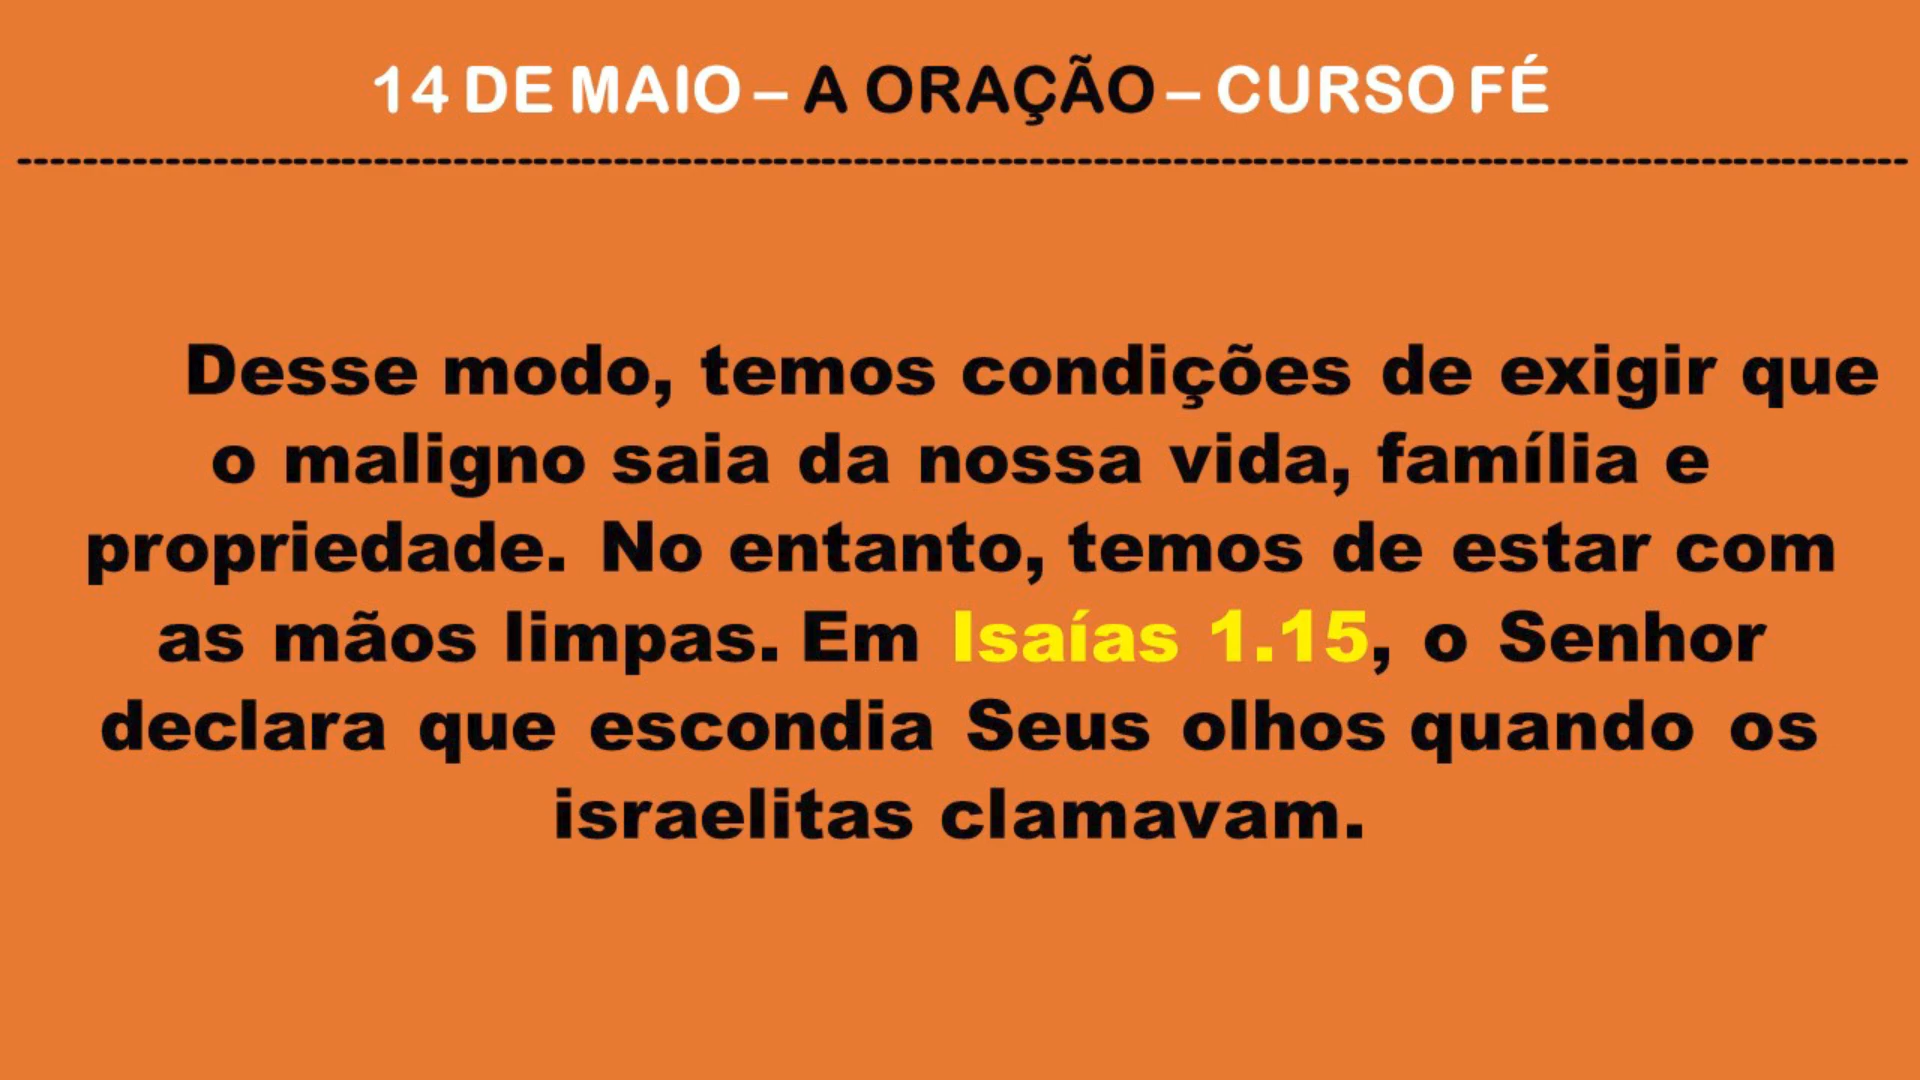 14 DE MAIO – A ORAÇÃO – CURSO FÉ
Desse modo, temos condições de exigir que
o maligno saia da nossa vida, família e
propriedade. No entanto, temos de estar com
as mãos limpas. Em Isaías 1.15, o Senhor
declara que escondia Seus olhos quando os
israelitas clamavam.